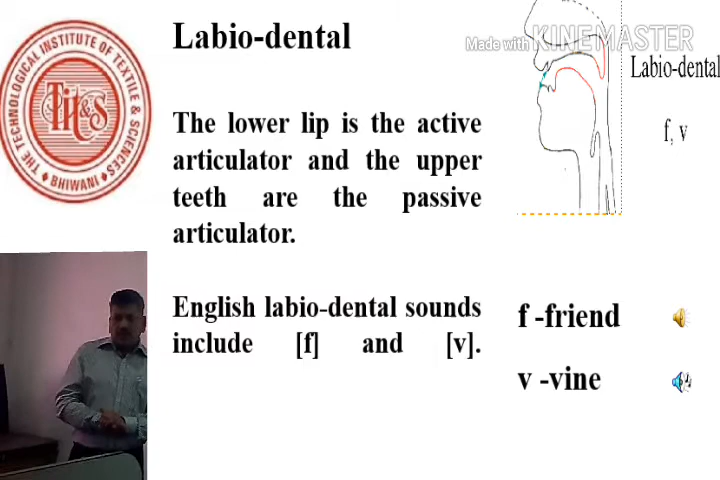 Labio-dental
The lower lip is the active
articulator and the upper
teeth are the passive
articulator.
English labio-dental sounds
include [f] and [v].
THE TECHNOLOGICAL INSTITUTE OF TEXTILE & SCIENCES
BHIWANI
TIT&S
Made with KINEMASTER
Labio-dental
f, v
f -friend
v -vine